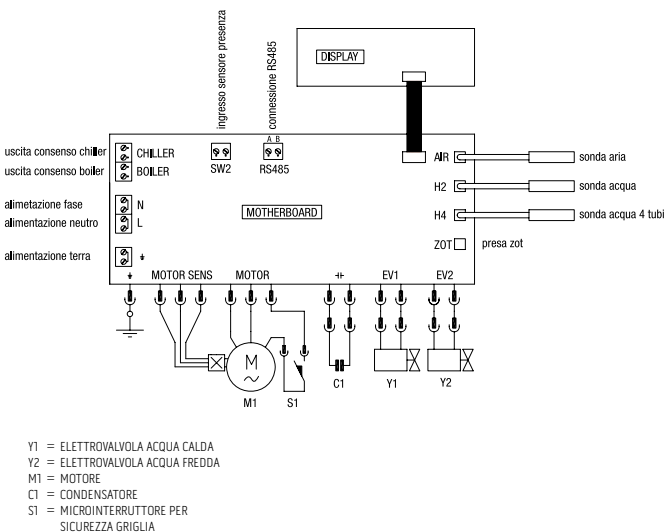 ingresso sensore presenza
connessione RS485
DISPLAY
A B
uscita consenso chiller
CHILLER
SW2
RS485
AIR
sonda aria
uscita consenso boiler
BOILER
H2
sonda acqua
alimetazione fase
N
MOTHERBOARD
H4
sonda acqua 4 tubi
alimentazione neutro
L
ZOT
presa zot
alimentazione terra
MOTOR SENS
MOTOR
EV1
EV2
M
~
M1
S1
C1
Y1
Y2
Y1 = ELETTROVALVOLA ACQUA CALDA
Y2 = ELETTROVALVOLA ACQUA FREDDA
M1 = MOTORE
C1 = CONDENSATORE
S1 = MICROINTERRUTTORE PER
SICUREZZA GRIGLIA